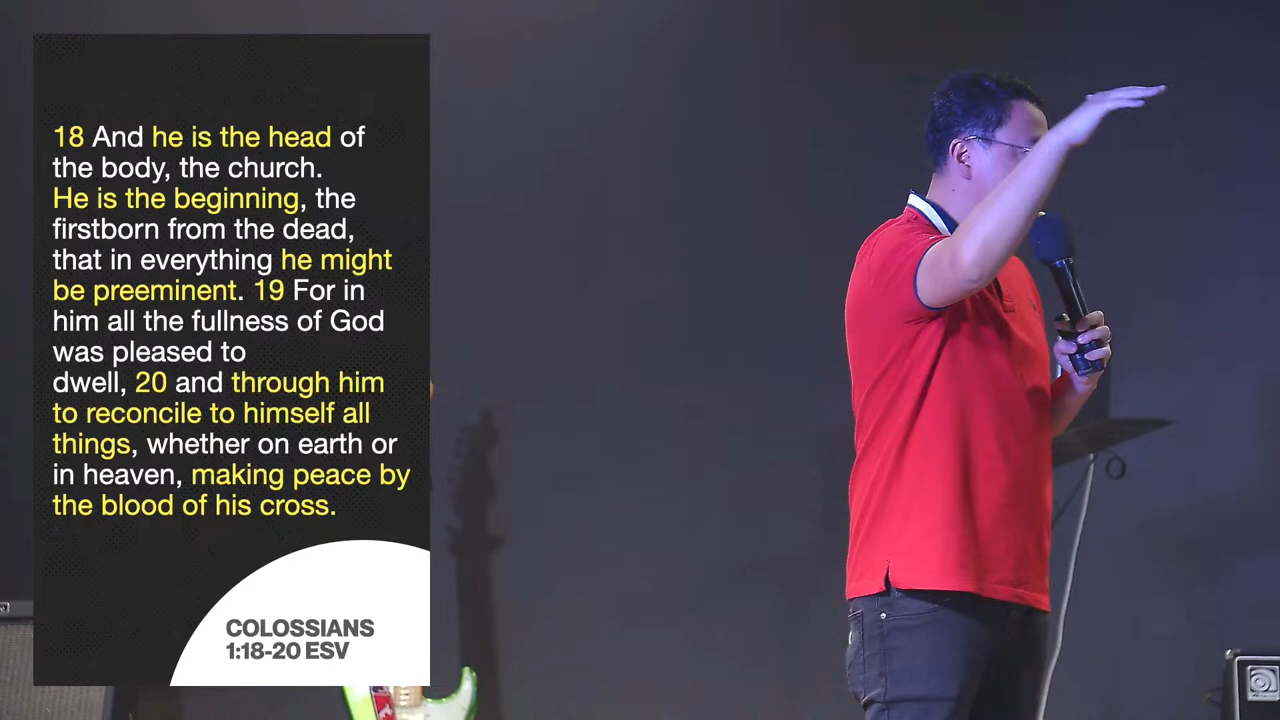 18 And he is the head of
the body, the church.
He is the beginning, the
firstborn from the dead,
that in everything he might
be preeminent. 19 For in
him all the fullness of God
was pleased to
dwell, 20 and through him
to reconcile to himself all
things, whether on earth or
in heaven, making peace by
the blood of his cross.
COLOSSIANS
1:18-20 ESV